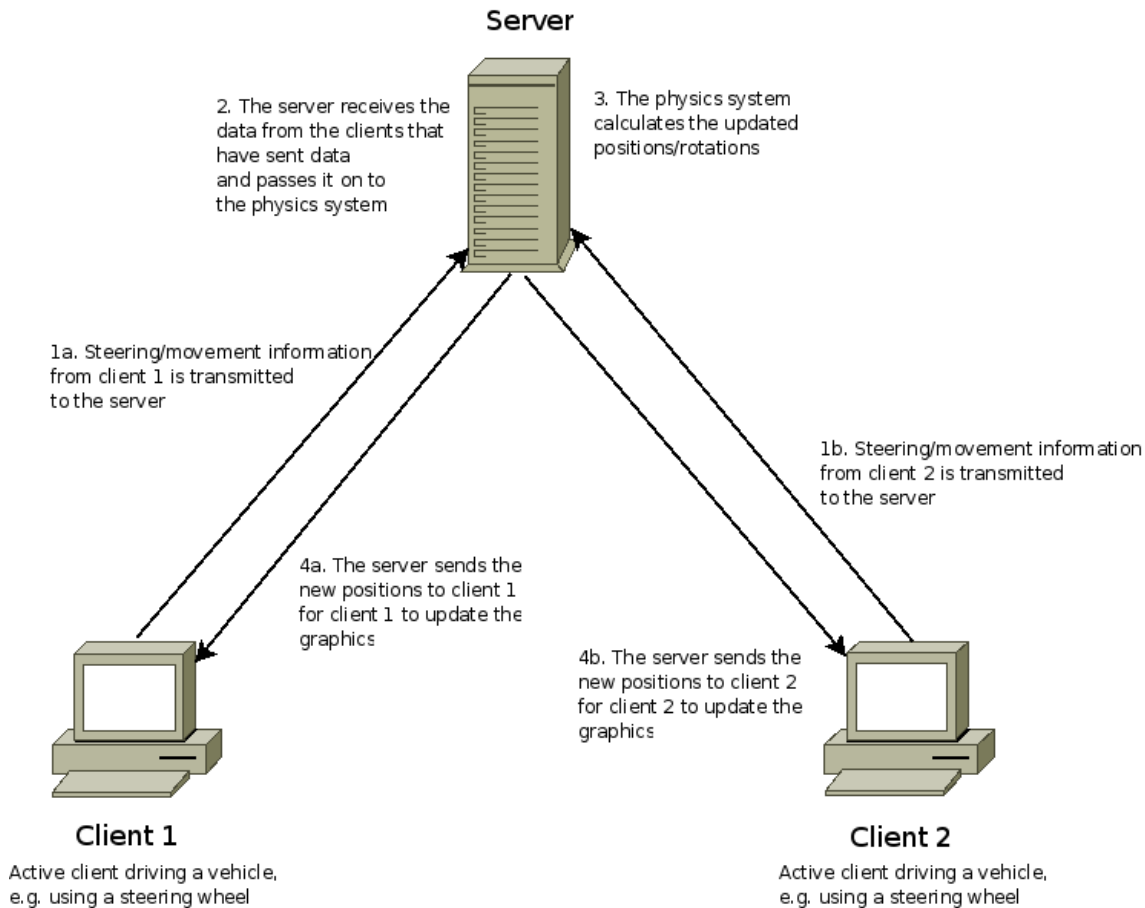 Server
2. The server receives the
data from the clients that
have sent data
and passes it on to
the physics system
3. The physics system
calculates the updated
positions/rotations
1a. Steering/movement information
from client 1 is transmitted
to the server
1b. Steering/movement information
from client 2 is transmitted
to the server
4a. The server sends the
new positions to client 1
for client 1 to update the
graphics
4b. The server sends the
new positions to client 2
for client 2 to update the
graphics
Client 1
Active client driving a vehicle,
e.g. using a steering wheel
Client 2
Active client driving a vehicle,
e.g. using a steering wheel